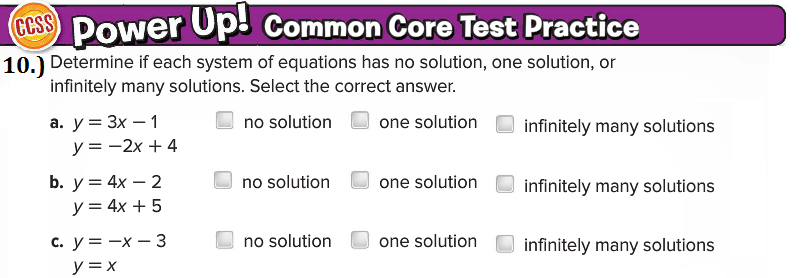 CCSS Power Up! Common Core Test Practice
10.) Determine if each system of equations has no solution, one solution, or
infinitely many solutions. Select the correct answer.
a. y = 3x – 1 no solution one solution infinitely many solutions
y = –2x + 4
b. y = 4x – 2 no solution one solution infinitely many solutions
y = 4x + 5
c. y = –x – 3 no solution one solution infinitely many solutions
y = x